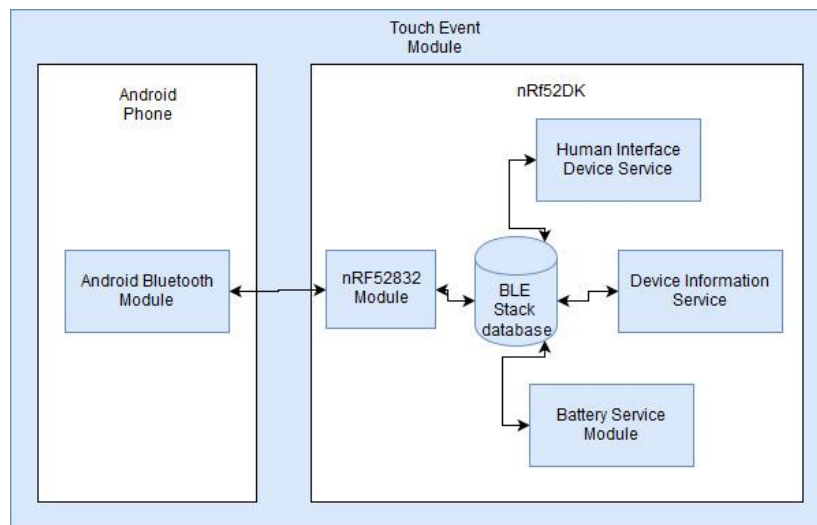 Touch Event
Module
Android
Phone
nRf52DK
Human Interface
Device Service
Android Bluetooth
Module
nRF52832
Module
BLE
Stack
database
Device Information
Service
Battery Service
Module